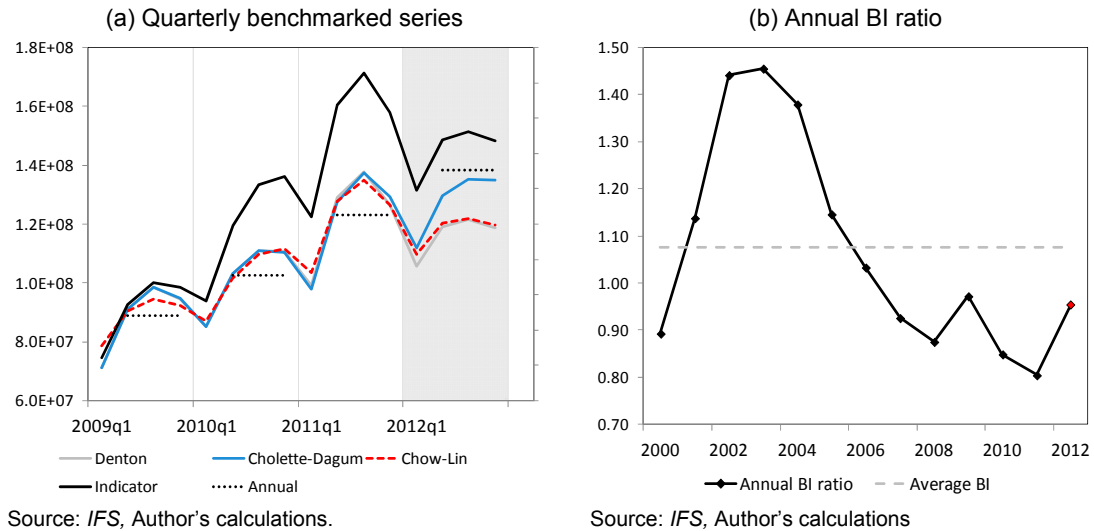 (a) Quarterly benchmarked series
1.8E+08
1.6E+08
1.4E+08
1.2E+08
1.0E+08
8.0E+07
6.0E+07
2009q1 2010q1 2011q1 2012q1
Denton Cholette-Dagum Chow-Lin
Indicator Annual
Source: IFS, Author's calculations.
(b) Annual BI ratio
1.50
1.40
1.30
1.20
1.10
1.00
0.90
0.80
0.70
2000 2002 2004 2006 2008 2010 2012
Annual BI ratio Average BI
Source: IFS, Author's calculations